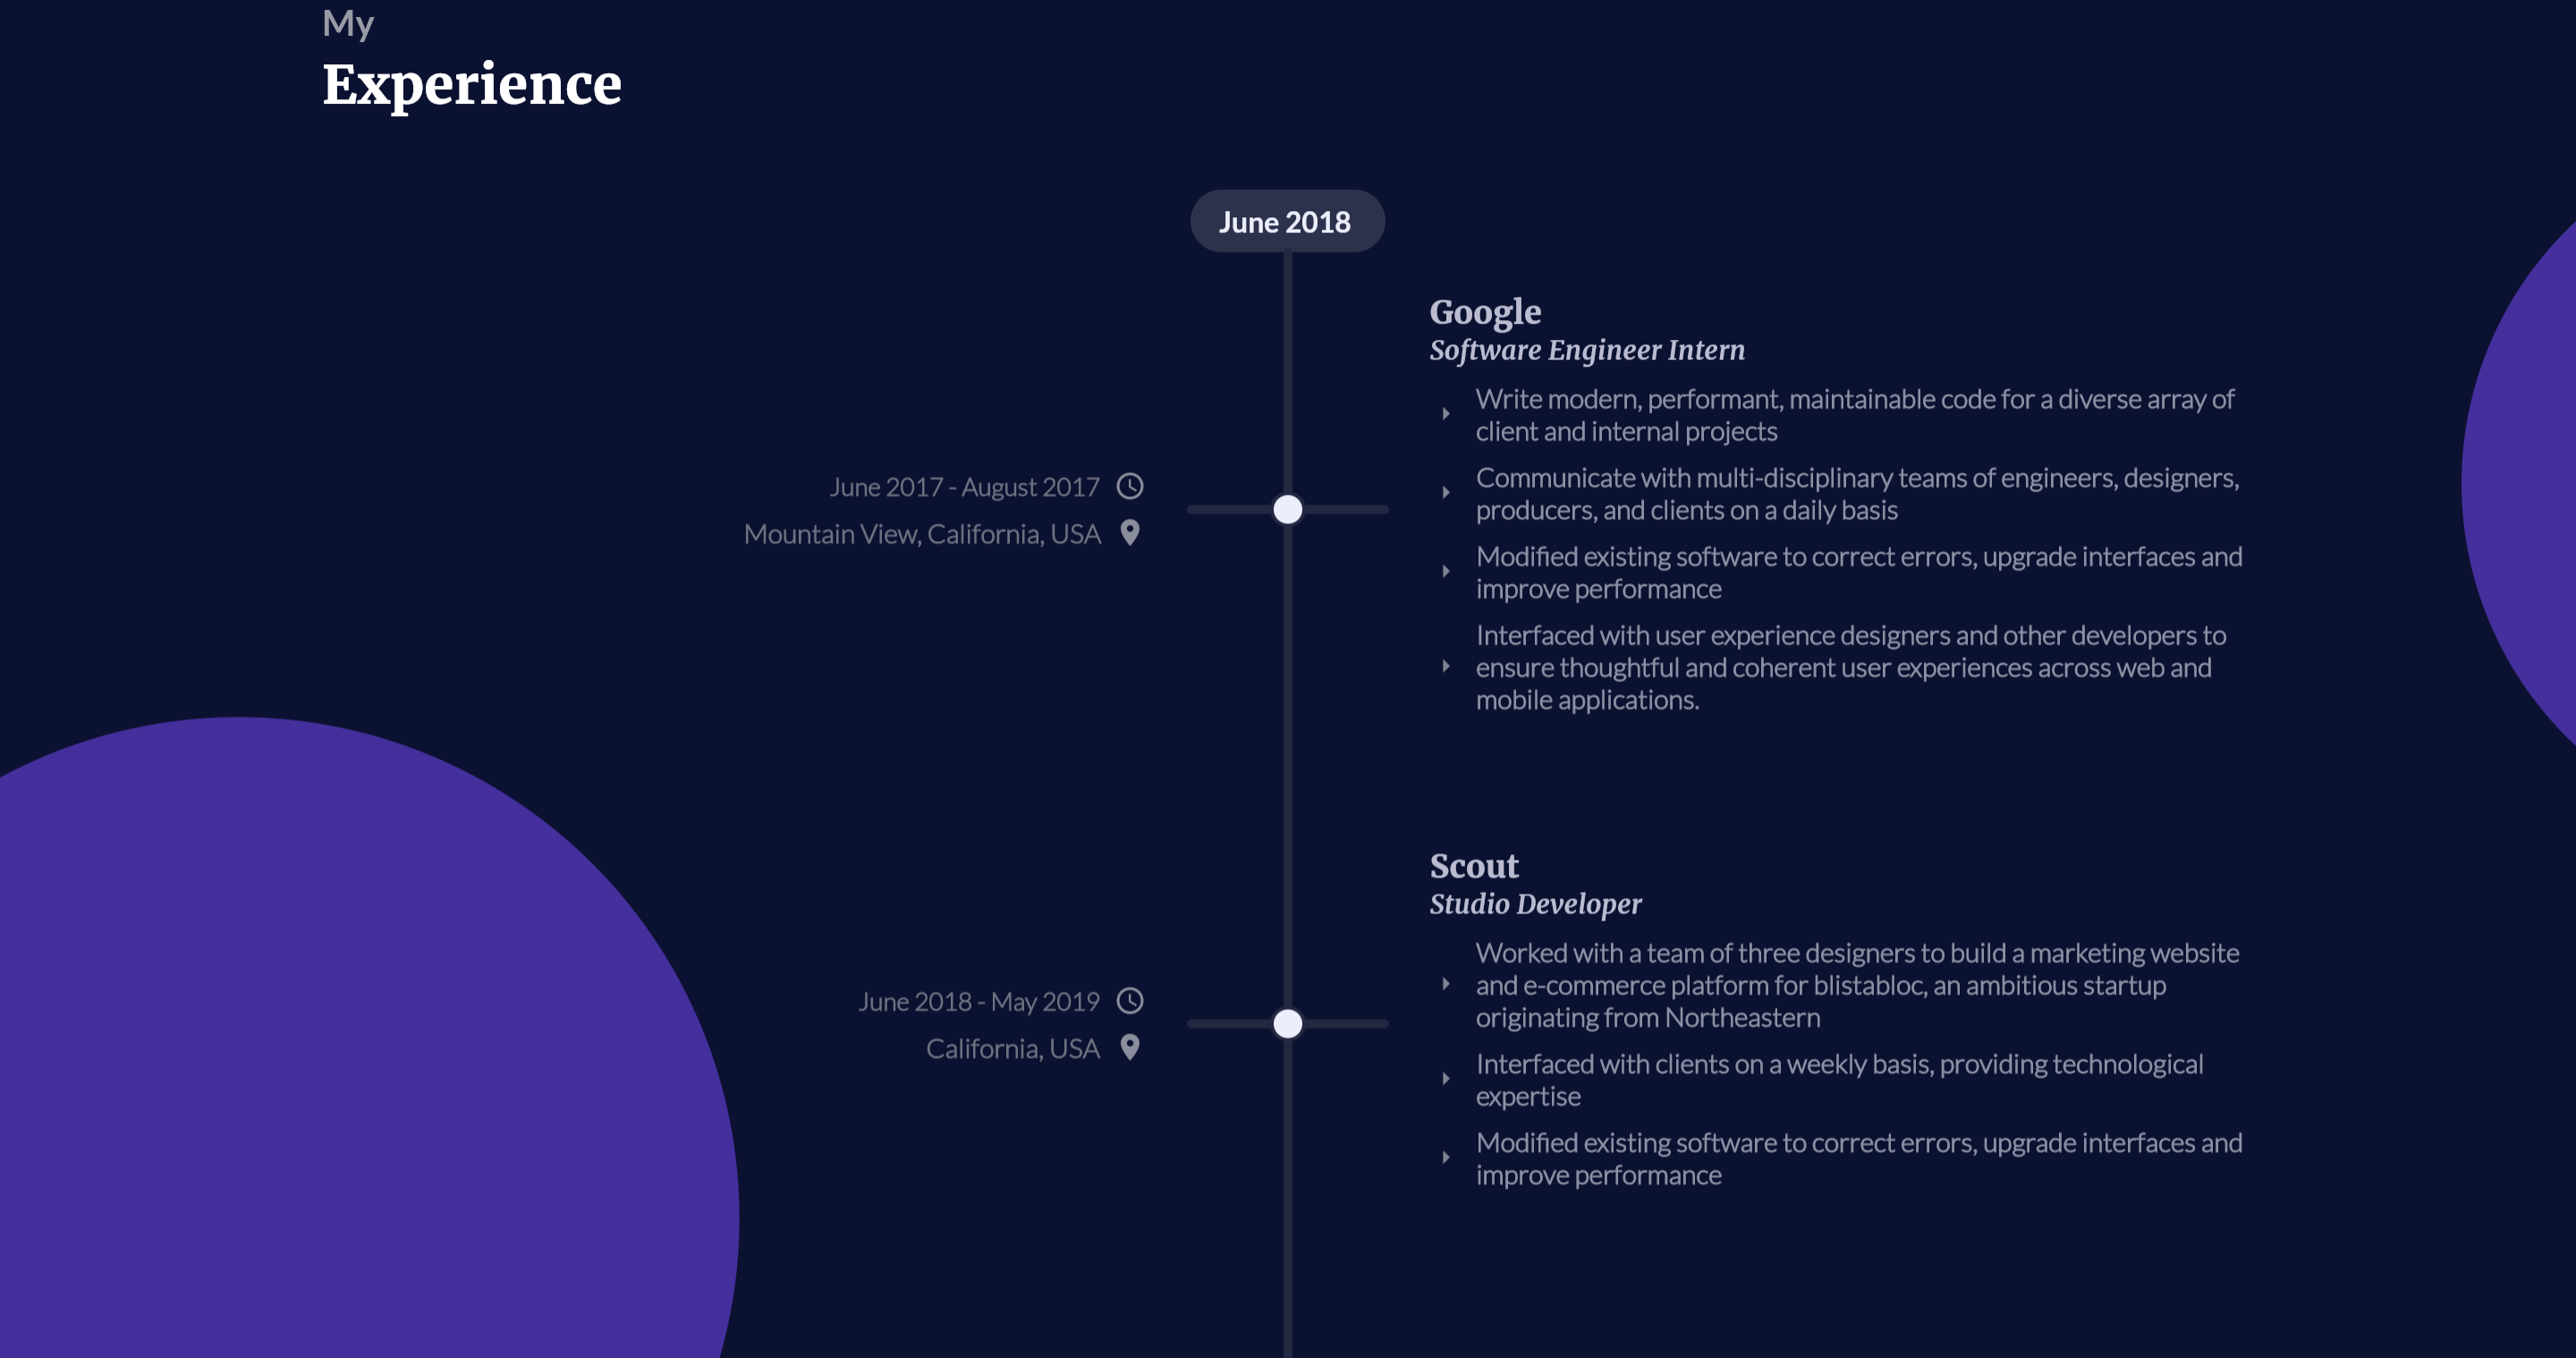 My
Experience
June 2018
Google
Software Engineer Intern
Write modern, performant, maintainable code for a diverse array of
client and internal projects
Communicate with multi-disciplinary teams of engineers, designers,
producers, and clients on a daily basis
June 2017 - August 2017
Mountain View, California, USA
Modified existing software to correct errors, upgrade interfaces and
improve performance
Interfaced with user experience designers and other developers to
ensure thoughtful and coherent user experiences across web and
mobile applications.
Scout
Studio Developer
Worked with a team of three designers to build a marketing website
and e-commerce platform for blistabloc, an ambitious startup
originating from Northeastern
June 2018 - May 2019
California, USA
Interfaced with clients on a weekly basis, providing technological
expertise
Modified existing software to correct errors, upgrade interfaces and
improve performance